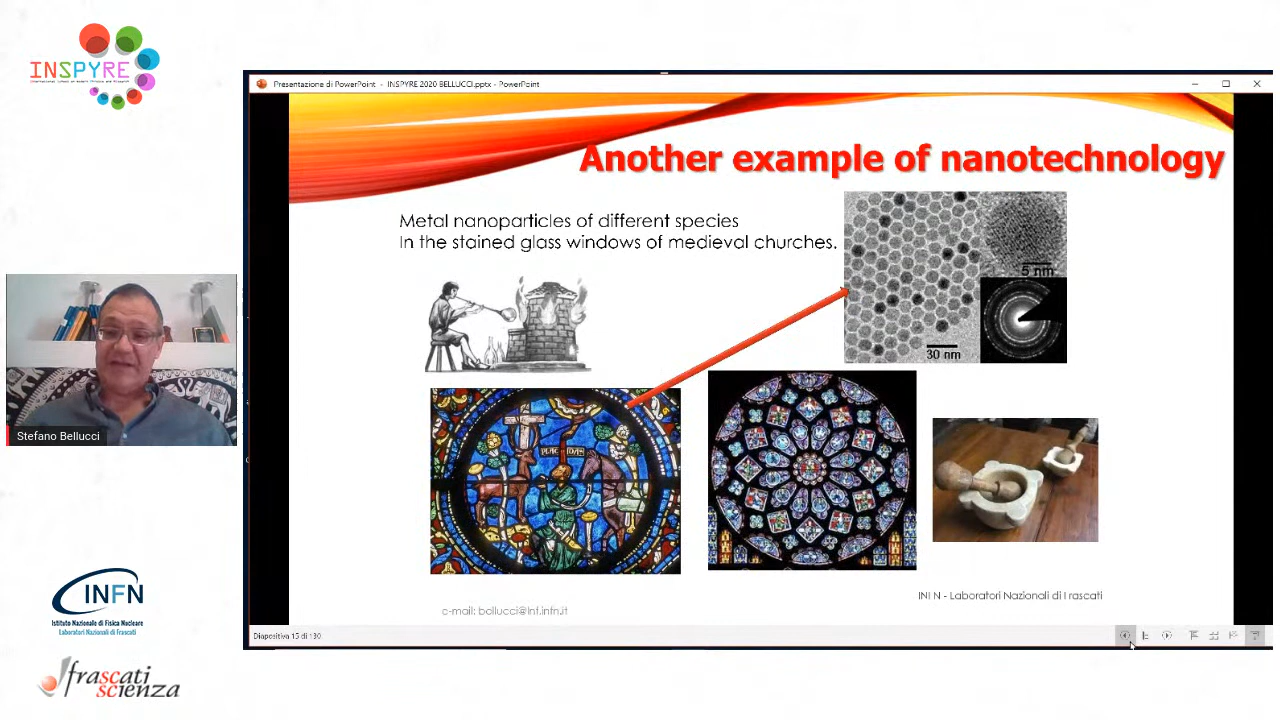 INSPYRE
Presentazione di PowerPoint - INSPYRE 2020 BELLUCCI.pptx - PowerPoint
Another example of nanotechnology
Metal nanoparticles of different species
In the stained glass windows of medieval churches.
5 nm
30 nm
Stefano Bellucci
INFN
Istituto Nazionale di Fisica Nucleare
Laboratori Nazionali di Frascati
frascati
scienza
e-mail: bellucci@lnf.infn.it
INFN - Laboratori Nazionali di Frascati
Diapositiva 15 di 130